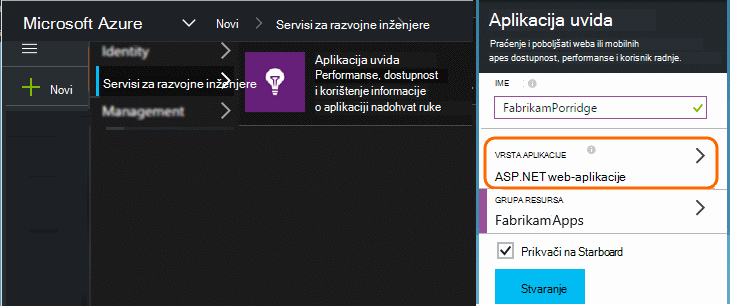 Microsoft Azure
Novi
Servisi za razvojne inženjere
Novi
Identity
Servisi za razvojne inženjere
Management
Aplikacija uvida
Performanse, dostupnost
i korištenje informacije
o aplikaciji nadohvat ruke
Aplikacija uvida
Praćenje i poboljšati weba ili mobilnih
apes dostupnost, performanse i korisnik radnje.
IME
FabrikamPorridge
VRSTA APLIKACIJE
ASP.NET web-aplikacije
GRUPA RESURSA
FabrikamApps
Prikvači na Starboard
Stvaranje